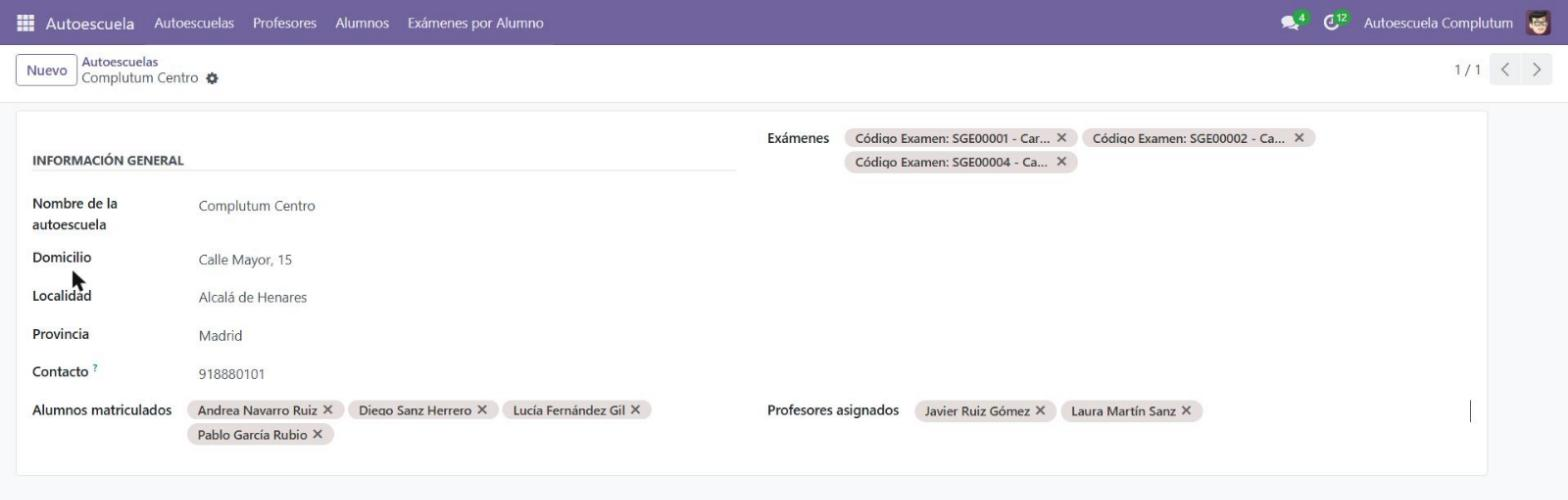 Autoescuela Autoescuelas Profesores Alumnos Exámenes por Alumno 4 12 Autoescuela Complutum
Nuevo Autoescuelas 1 / 1
Complutum Centro
Exámenes Código Examen: SGE00001 - Car... Código Examen: SGE00002 - Ca...
Código Examen: SGE00004 - Ca...
INFORMACIÓN GENERAL
Nombre de la autoescuela Complutum Centro
Domicilio Calle Mayor, 15
Localidad Alcalá de Henares
Provincia Madrid
Contacto ? 918880101
Alumnos matriculados Andrea Navarro Ruiz Diego Sanz Herrero Lucía Fernández Gil
Pablo García Rubio
Profesores asignados Javier Ruiz Gómez Laura Martín Sanz